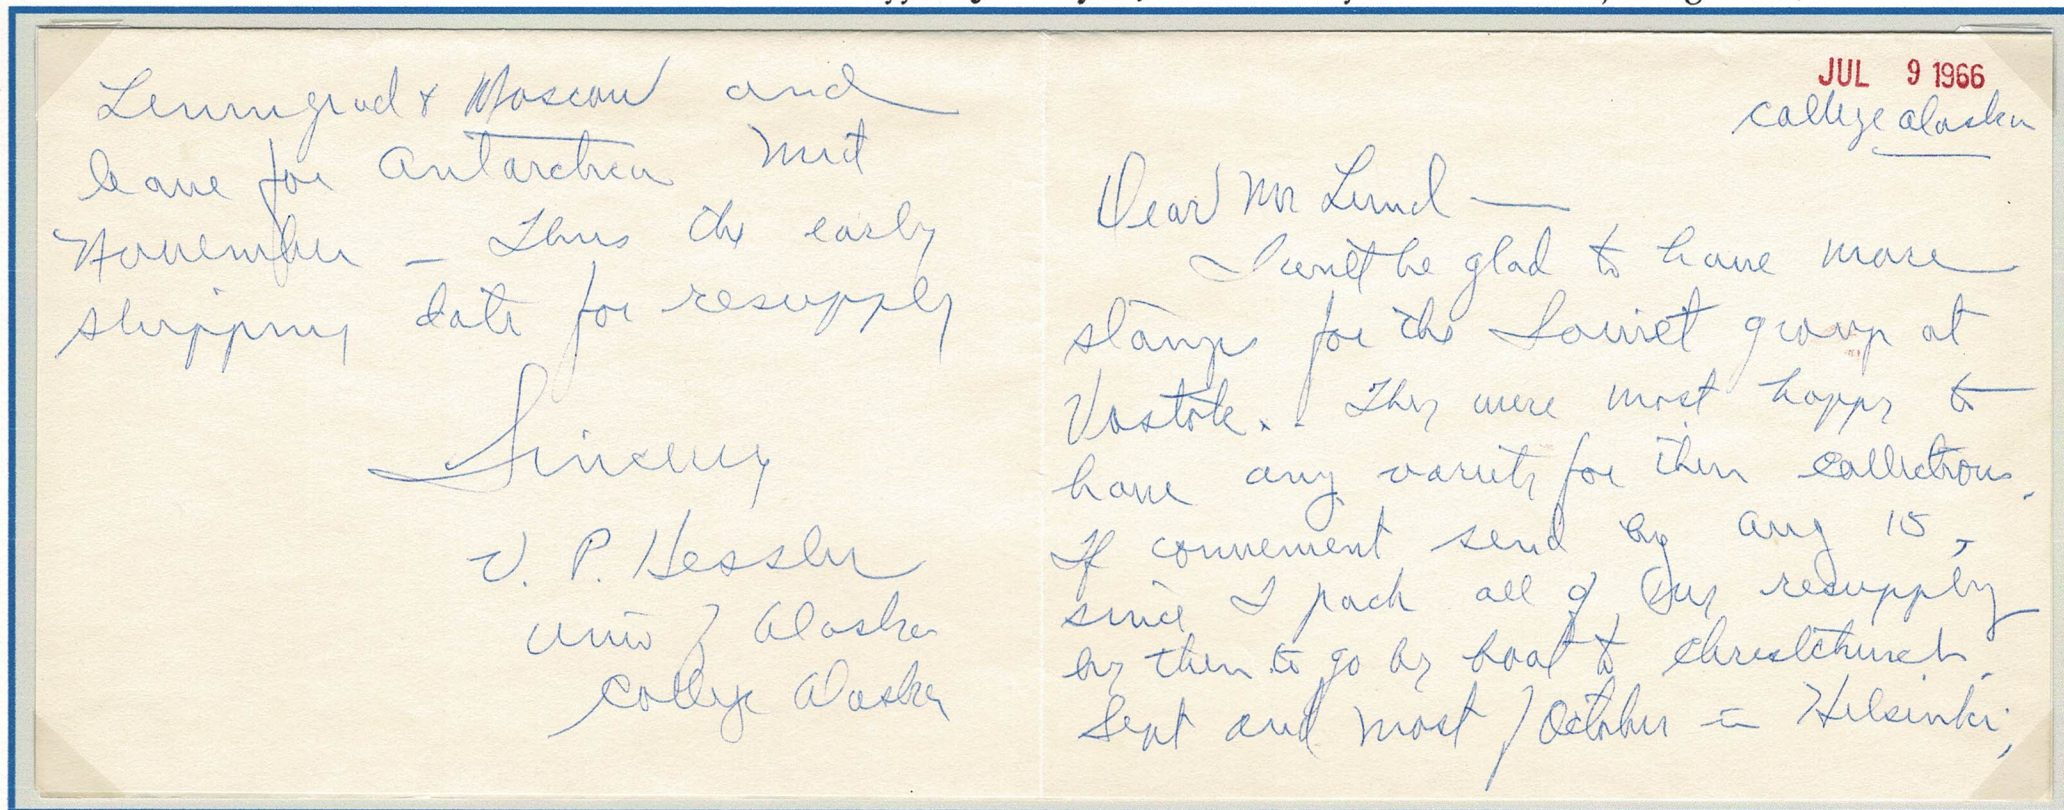 JUL 9 1966
College Alaska
Dear Mr Lund —
I will be glad to have more
stamps for the Soviet group at
Vostok. They were most happy to
have any variety for their collections.
If convenient send by Aug 15,
since I pack all of our resupply
by then to go by boat to Christchurch.
Sept and most of October in Helsinki,
Leningrad & Moscow and
leave for Antarctica mid
November – Thus the early
shipping date for resupply
Sincerely
V. P. Hessler
Univ of Alaska
College Alaska